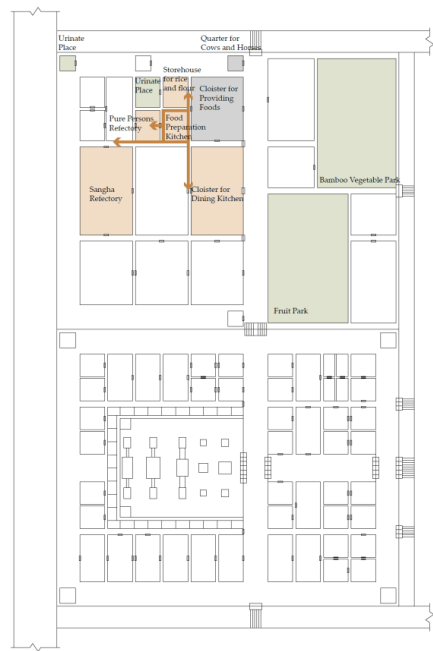 Urinate
Place
Quarter for
Cows and Horses
Storehouse
for rice
and flour
Urinate
Place
Cloister for
Providing
Foods
Pure Persons
Refectory
Food
Preparation
Kitchen
Sangha
Refectory
Cloister for
Dining Kitchen
Bamboo Vegetable Park
Fruit Park